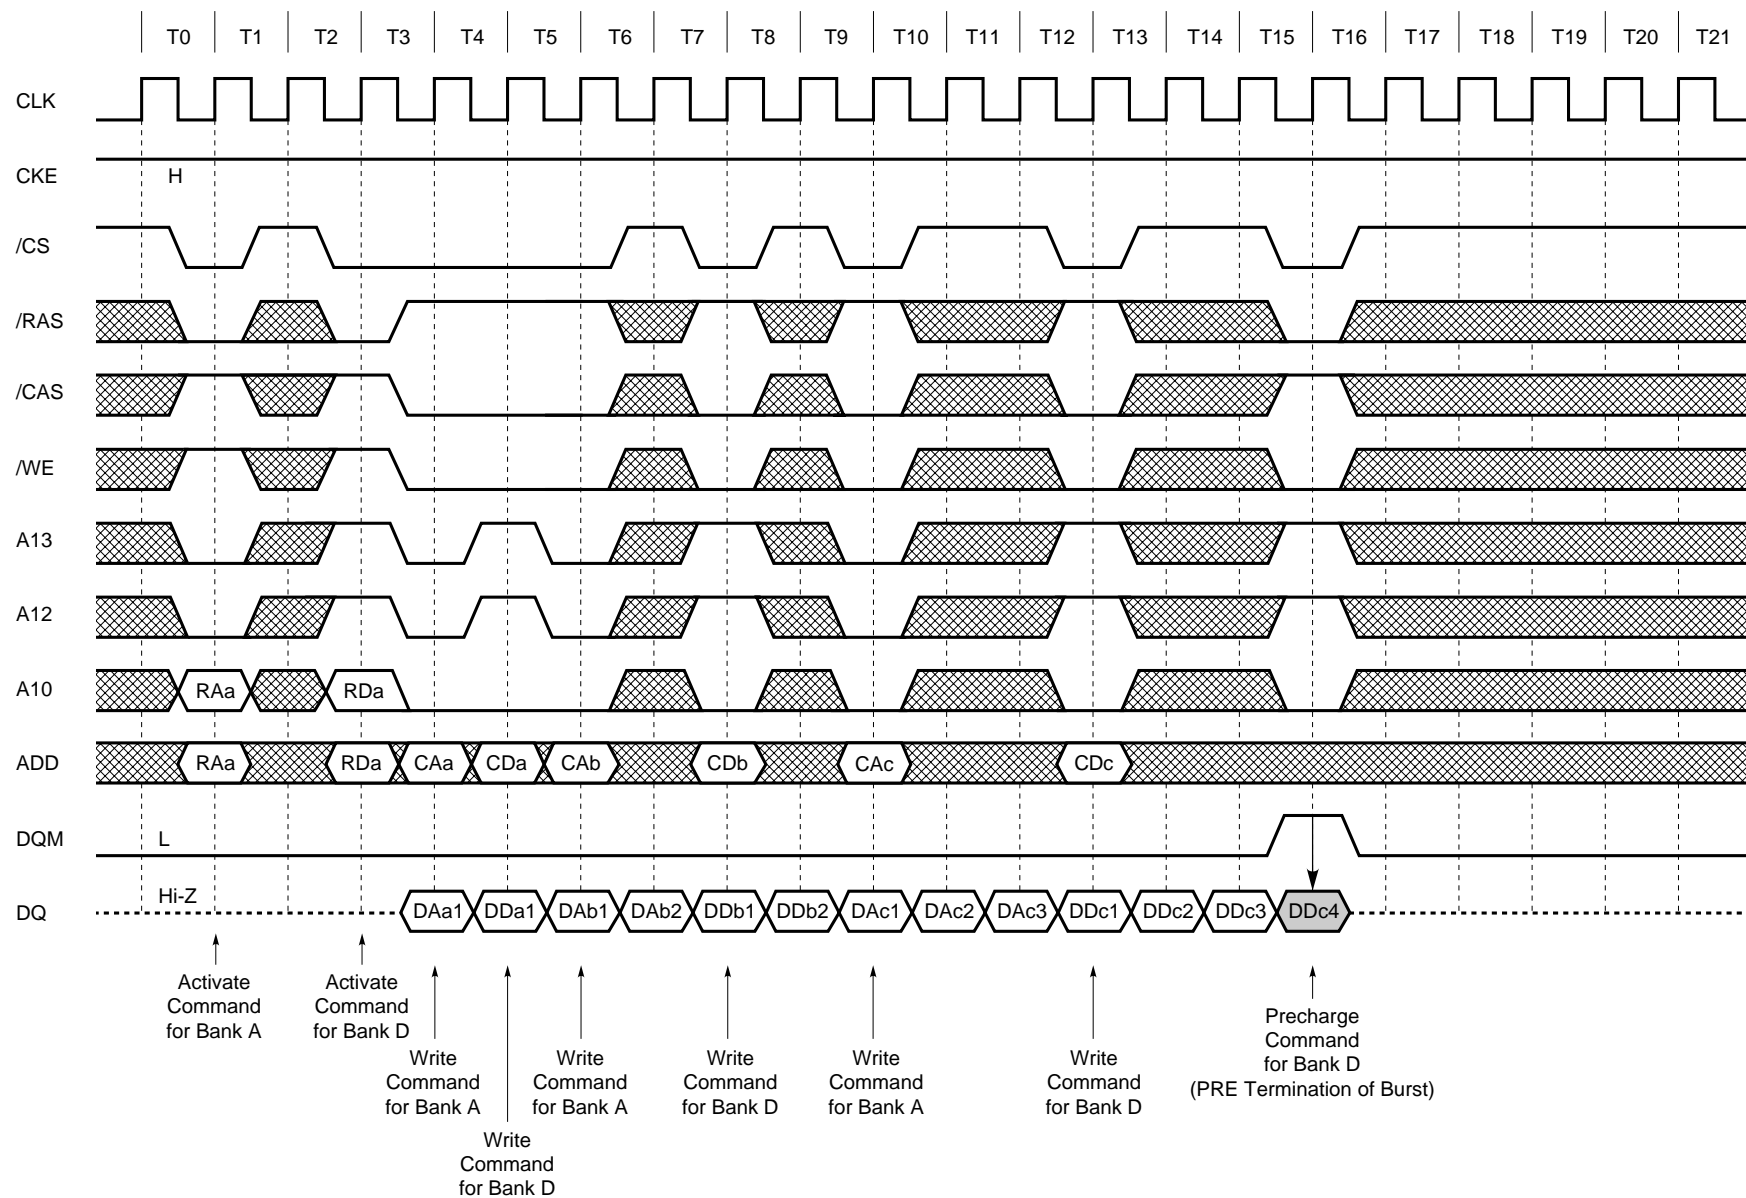 T0 T1 T2 T3 T4 T5 T6 T7 T8 T9 T10 T11 T12 T13 T14 T15 T16 T17 T18 T19 T20 T21
CLK
CKE
H
/CS
/RAS
/CAS
/WE
A13
A12
A10 RAa RDa
ADD RAa RDa CAa CDa CAb CDb CAc CDc
DQM L
Hi-Z
DQ DAa1 DDa1 DAb1 DAb2 DDb1 DDb2 DAc1 DAc2 DAc3 DDc1 DDc2 DDc3 DDc4
Activate
Command
for Bank A
Activate
Command
for Bank D
Write
Command
for Bank A
Write
Command
for Bank D
Write
Command
for Bank A
Write
Command
for Bank D
Write
Command
for Bank A
Write
Command
for Bank D
Precharge
Command
for Bank D
(PRE Termination of Burst)